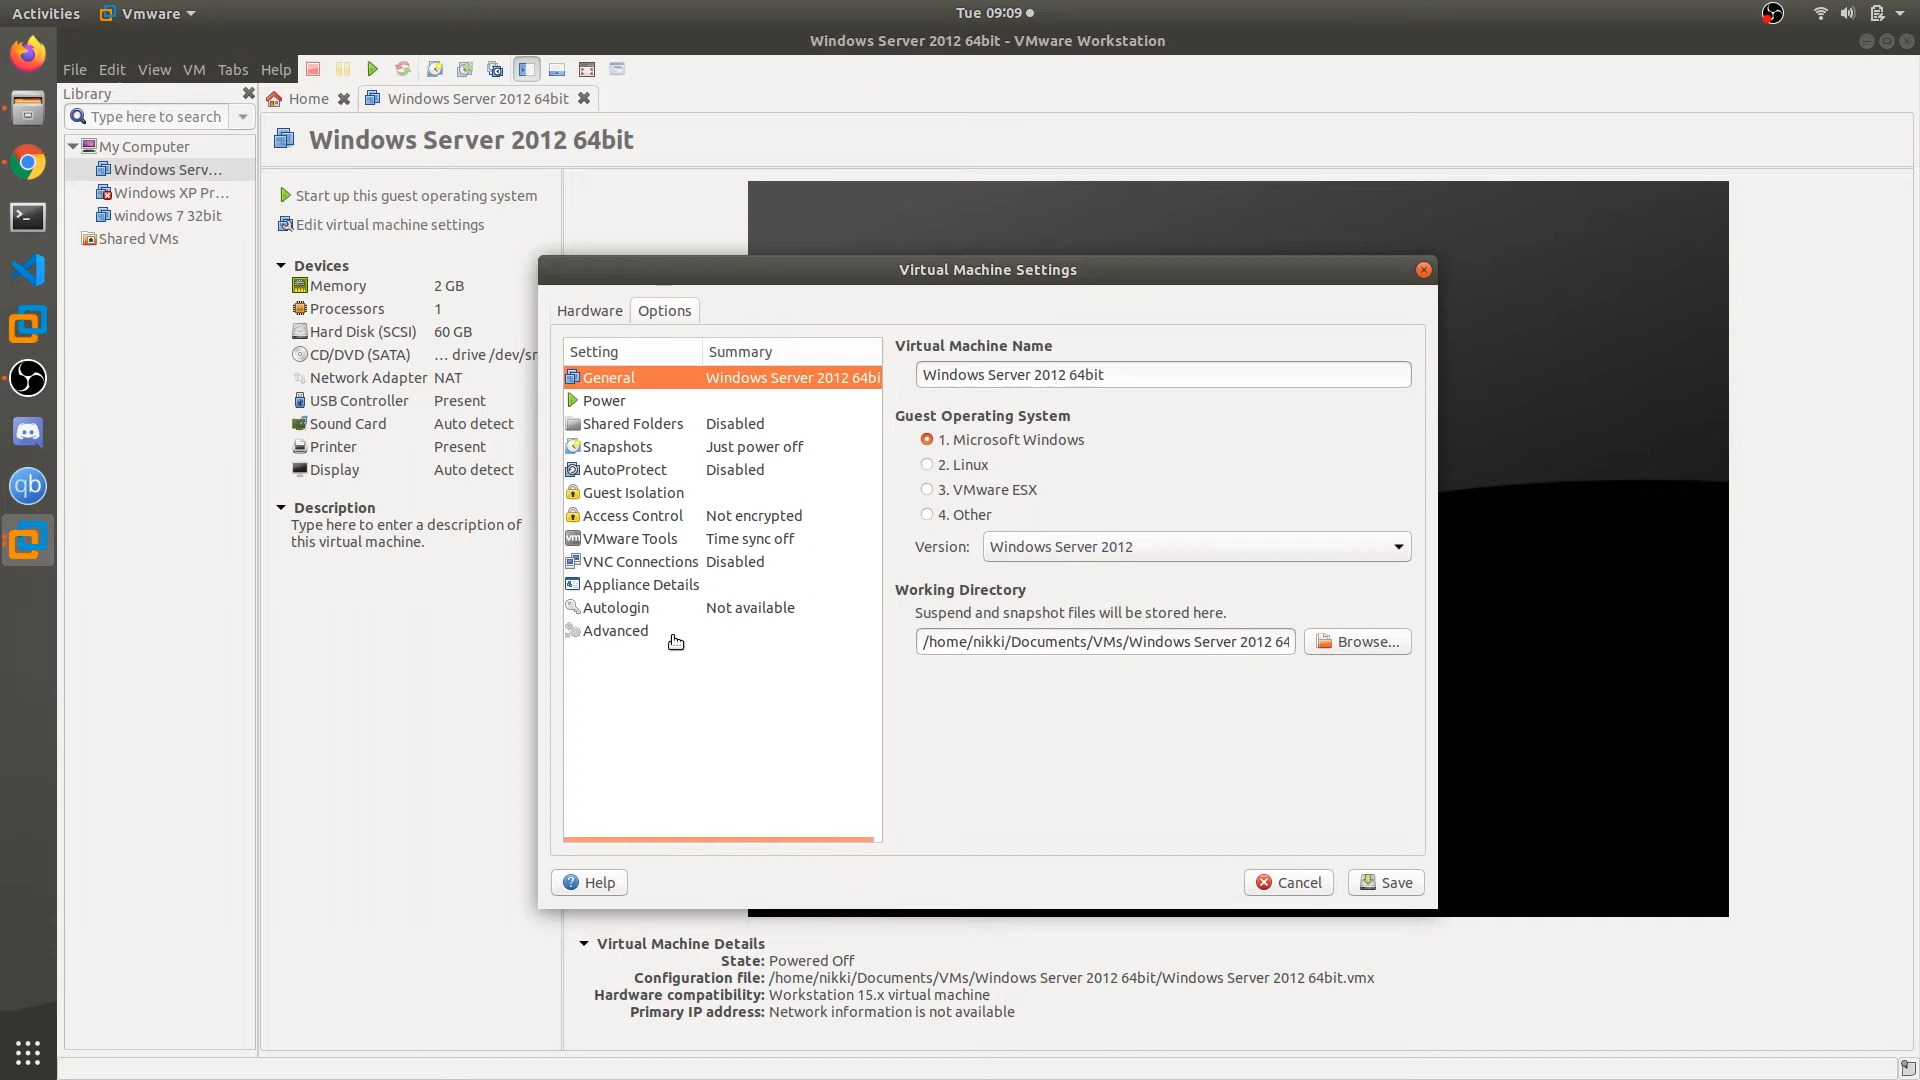 Activities
Vmware
Tue 09:09
Windows Server 2012 64bit - VMware Workstation
File Edit View VM Tabs Help
Library
Type here to search
My Computer
Windows Serv...
Windows XP Pr...
windows 7 32bit
Shared VMs
Home
Windows Server 2012 64bit
Windows Server 2012 64bit
Start up this guest operating system
Edit virtual machine settings
Devices
Memory 2 GB
Processors 1
Hard Disk (SCSI) 60 GB
CD/DVD (SATA) ... drive /dev/sr
Network Adapter NAT
USB Controller Present
Sound Card Auto detect
Printer Present
Display Auto detect
Description
Type here to enter a description of
this virtual machine.
Virtual Machine Settings
Hardware Options
Setting Summary
General Windows Server 2012 64bi
Power
Shared Folders Disabled
Snapshots Just power off
AutoProtect Disabled
Guest Isolation
Access Control Not encrypted
VMware Tools Time sync off
VNC Connections Disabled
Appliance Details
Autologin Not available
Advanced
Virtual Machine Name
Windows Server 2012 64bit
Guest Operating System
1. Microsoft Windows
2. Linux
3. VMware ESX
4. Other
Version: Windows Server 2012
Working Directory
Suspend and snapshot files will be stored here.
/home/nikki/Documents/VMs/Windows Server 2012 64
Browse...
Help
Cancel
Save
Virtual Machine Details
State: Powered Off
Configuration file: /home/nikki/Documents/VMs/Windows Server 2012 64bit/Windows Server 2012 64bit.vmx
Hardware compatibility: Workstation 15.x virtual machine
Primary IP address: Network information is not available
qb
vm